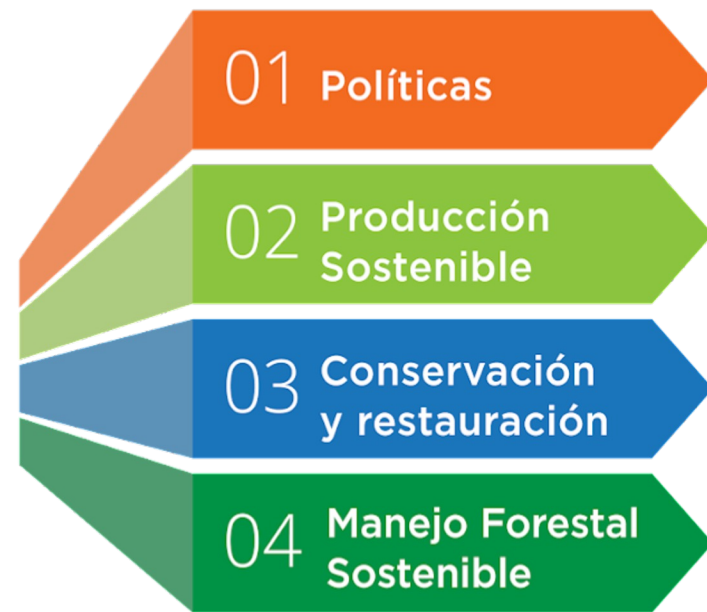 01 Políticas
02 Producción
Sostenible
03 Conservación
y restauración
04 Manejo Forestal
Sostenible